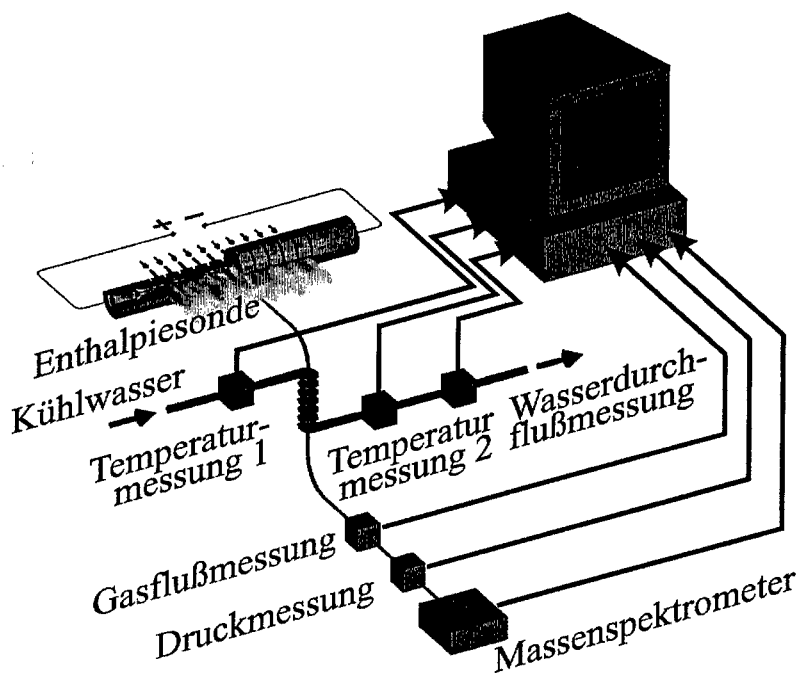 + −
Enthalpiesonde
Kühlwasser
Temperatur-
messung 1
Temperatur
messung 2
Wasserdurch-
flußmessung
Gasflußmessung
Druckmessung
Massenspektrometer